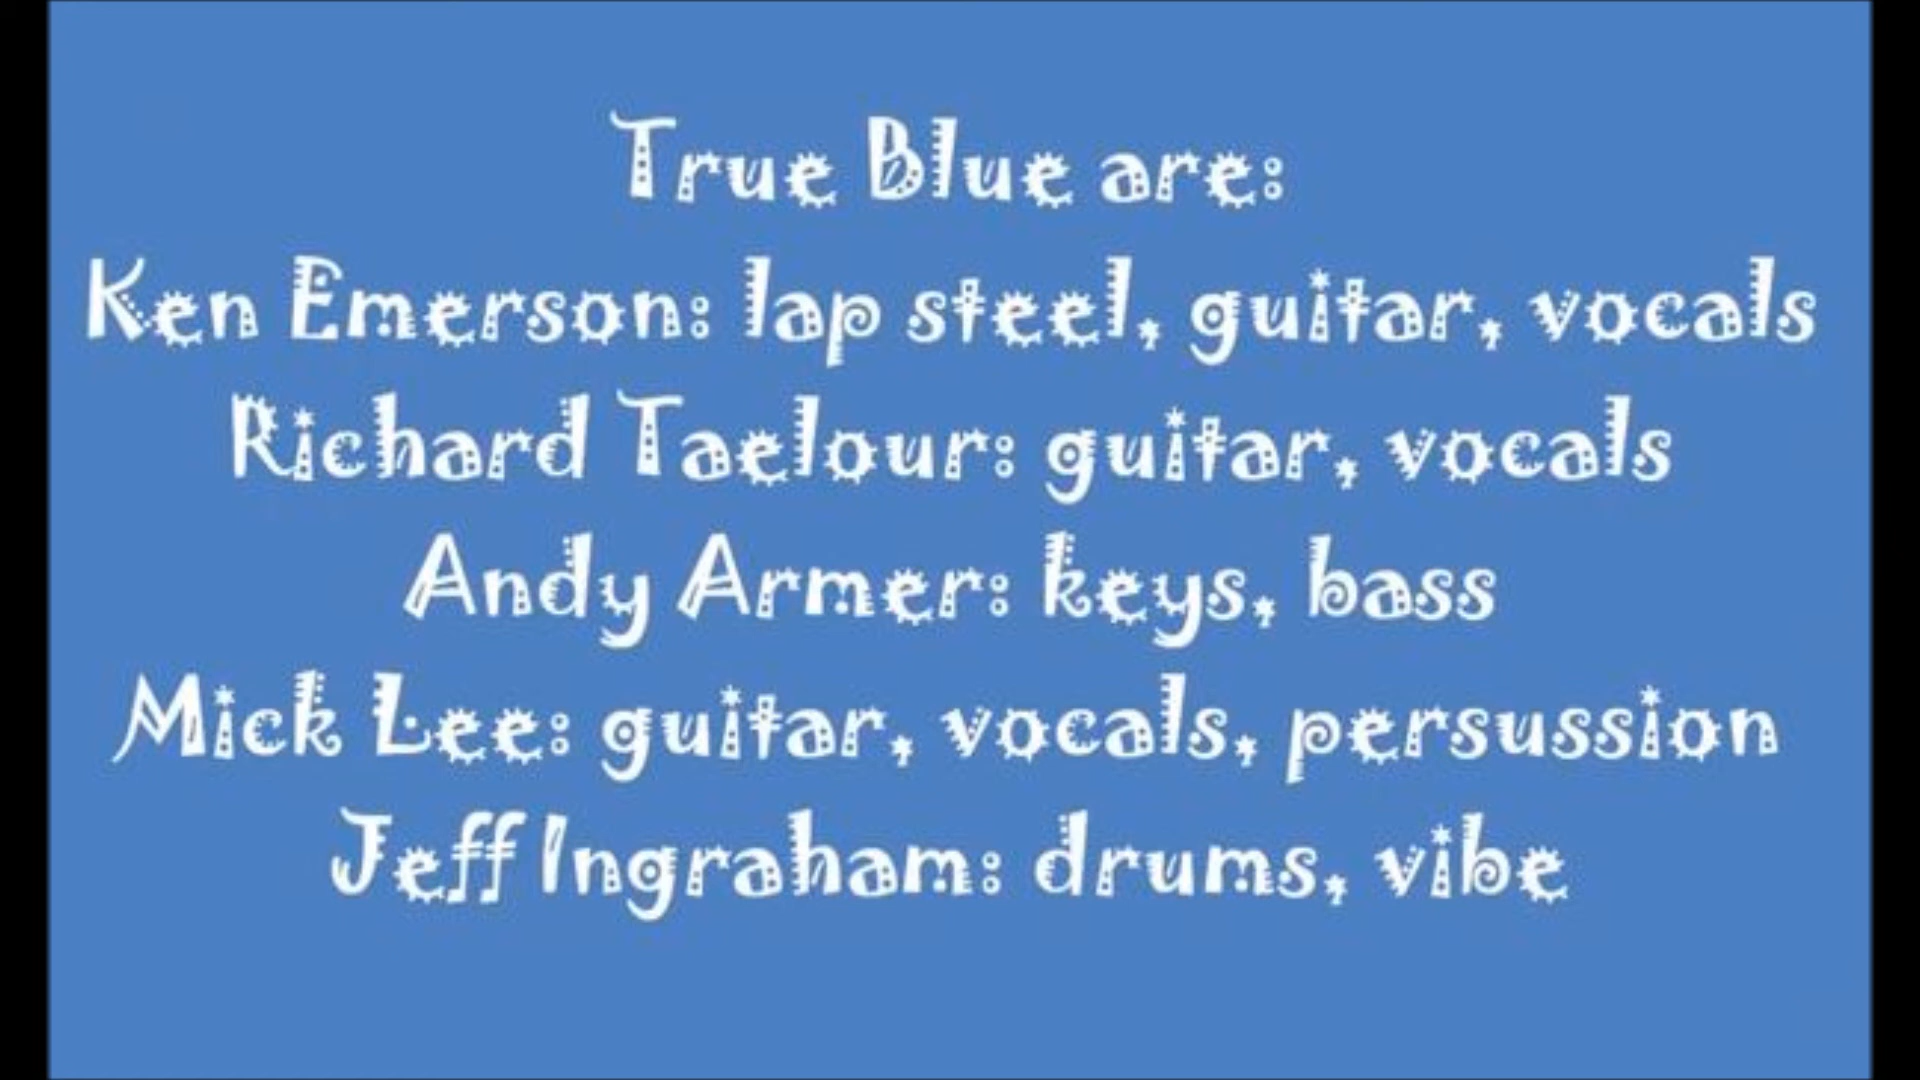 True Blue are:
Ken Emerson: lap steel, guitar, vocals
Richard Taelour: guitar, vocals
Andy Armer: keys, bass
Mick Lee: guitar, vocals, persussion
Jeff Ingraham: drums, vibe